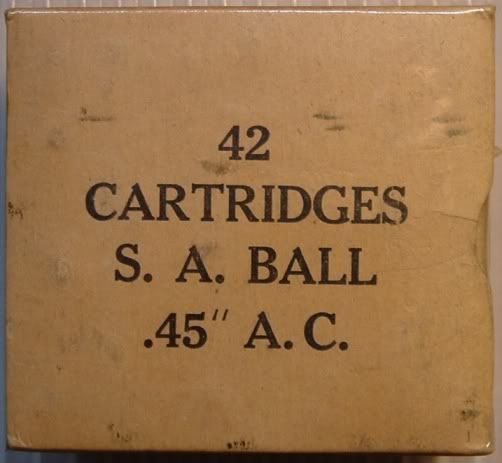 42
CARTRIDGES
S. A. BALL
.45" A.C.